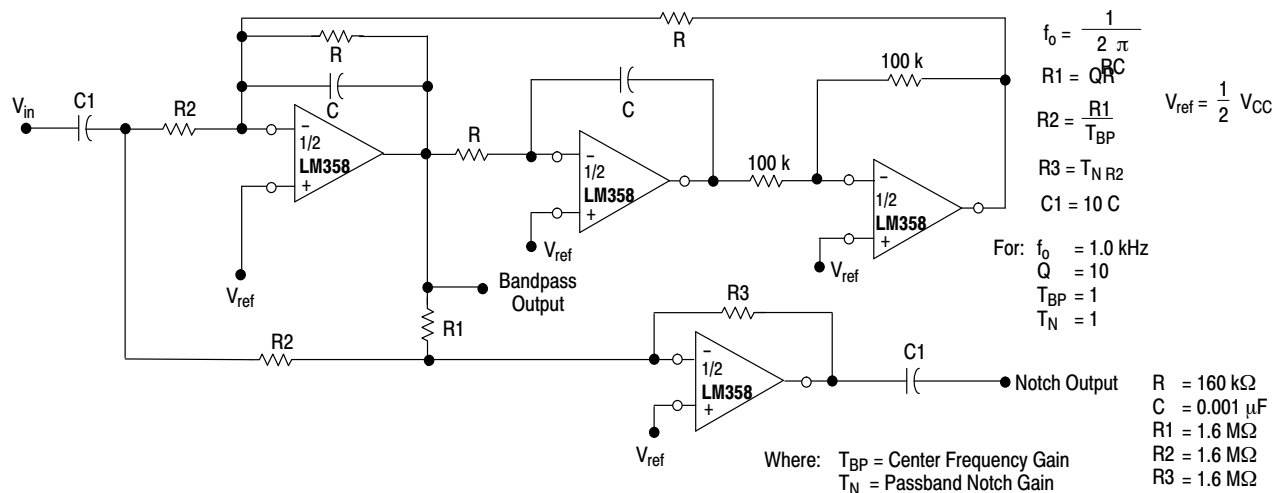 R
R
C
C1
V_in
R2
−
+
1/2
LM358
V_ref
R
C
−
+
1/2
LM358
V_ref
100 k
100 k
−
+
1/2
LM358
V_ref
Bandpass
Output
R1
R2
R3
−
+
1/2
LM358
V_ref
C1
Notch Output
f_o = 1 / 2 π RC
R1 = QR
R2 = R1 / T_BP
R3 = T_N R2
C1 = 10 C
V_ref = 1/2 V_CC
For: f_o = 1.0 kHz
Q = 10
T_BP = 1
T_N = 1
R = 160 kΩ
C = 0.001 μF
R1 = 1.6 MΩ
R2 = 1.6 MΩ
R3 = 1.6 MΩ
Where: T_BP = Center Frequency Gain
T_N = Passband Notch Gain